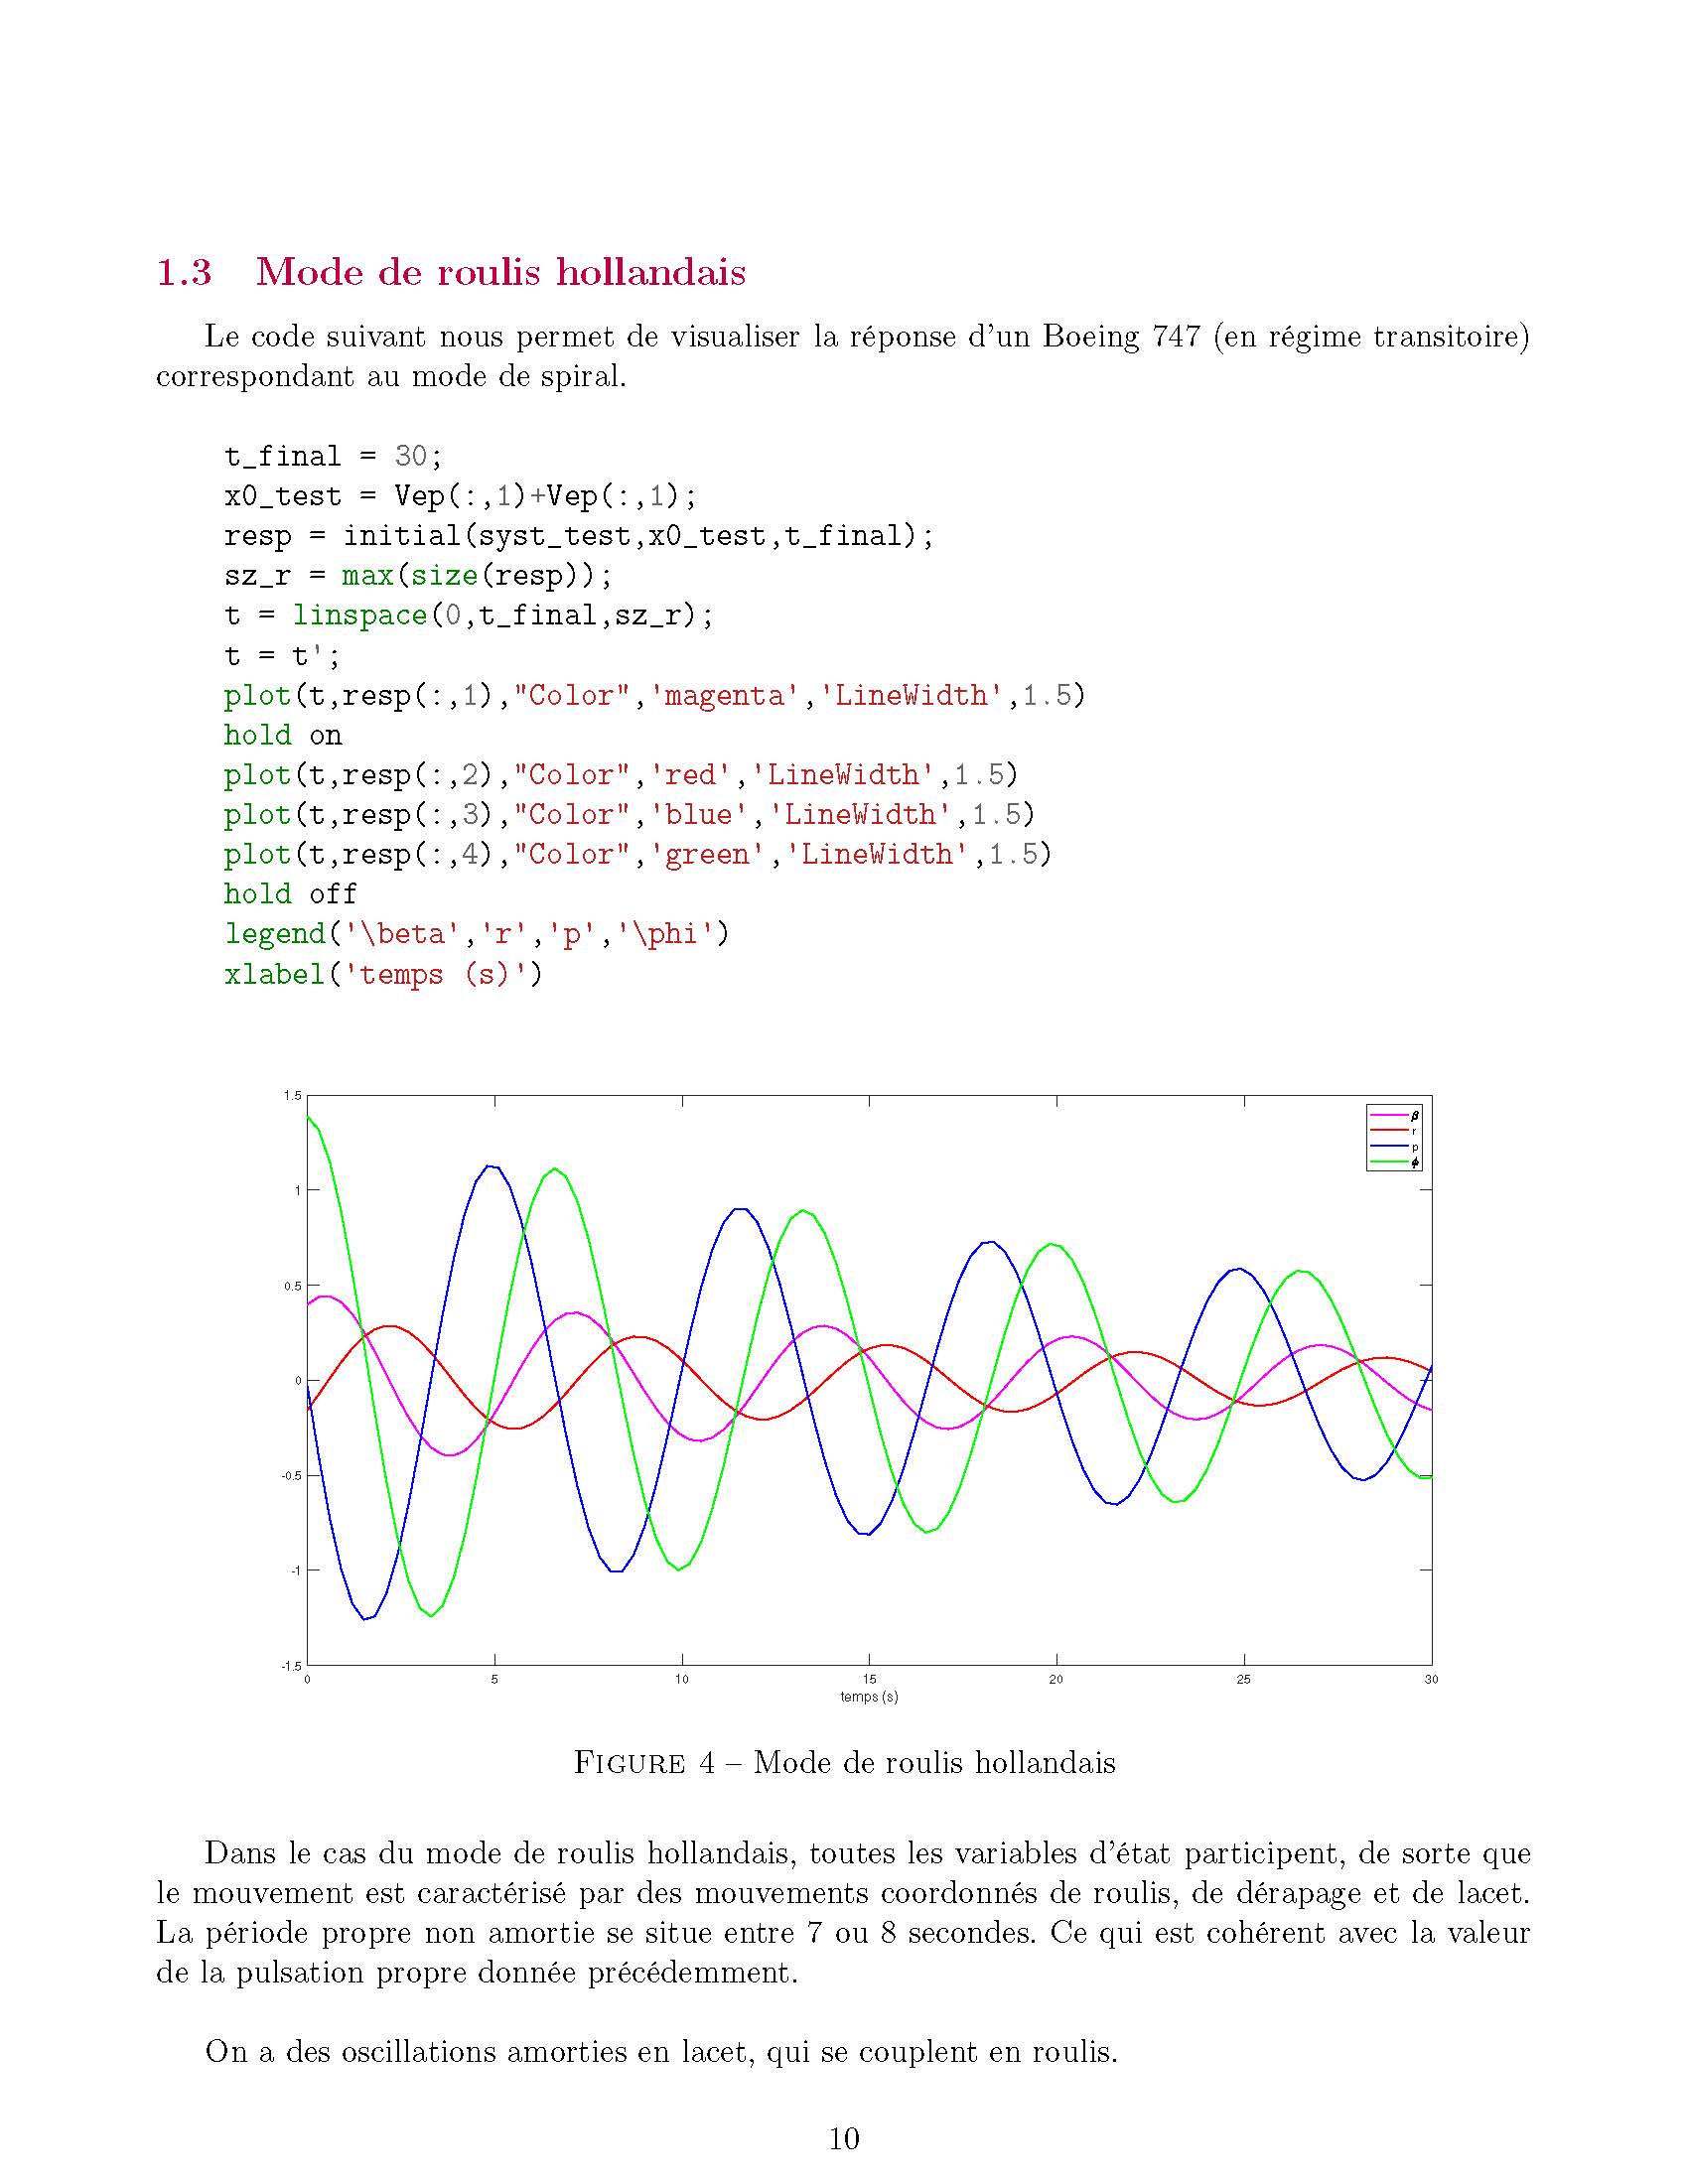 1.3 Mode de roulis hollandais
Le code suivant nous permet de visualiser la réponse d'un Boeing 747 (en régime transitoire)
correspondant au mode de spiral.
t_final = 30;
x0_test = Vep(:,1)+Vep(:,1);
resp = initial(syst_test,x0_test,t_final);
sz_r = max(size(resp));
t = linspace(0,t_final,sz_r);
t = t';
plot(t,resp(:,1),"Color",'magenta','LineWidth',1.5)
hold on
plot(t,resp(:,2),"Color",'red','LineWidth',1.5)
plot(t,resp(:,3),"Color",'blue','LineWidth',1.5)
plot(t,resp(:,4),"Color",'green','LineWidth',1.5)
hold off
legend('\beta','r','p','\phi')
xlabel('temps (s)')
1.5
1
0.5
0
-0.5
-1
-1.5
β
r
p
ϕ
0 5 10 15 20 25 30
temps (s)
FIGURE 4 – Mode de roulis hollandais
Dans le cas du mode de roulis hollandais, toutes les variables d'état participent, de sorte que
le mouvement est caractérisé par des mouvements coordonnés de roulis, de dérapage et de lacet.
La période propre non amortie se situe entre 7 ou 8 secondes. Ce qui est cohérent avec la valeur
de la pulsation propre donnée précédemment.
On a des oscillations amorties en lacet, qui se couplent en roulis.
10